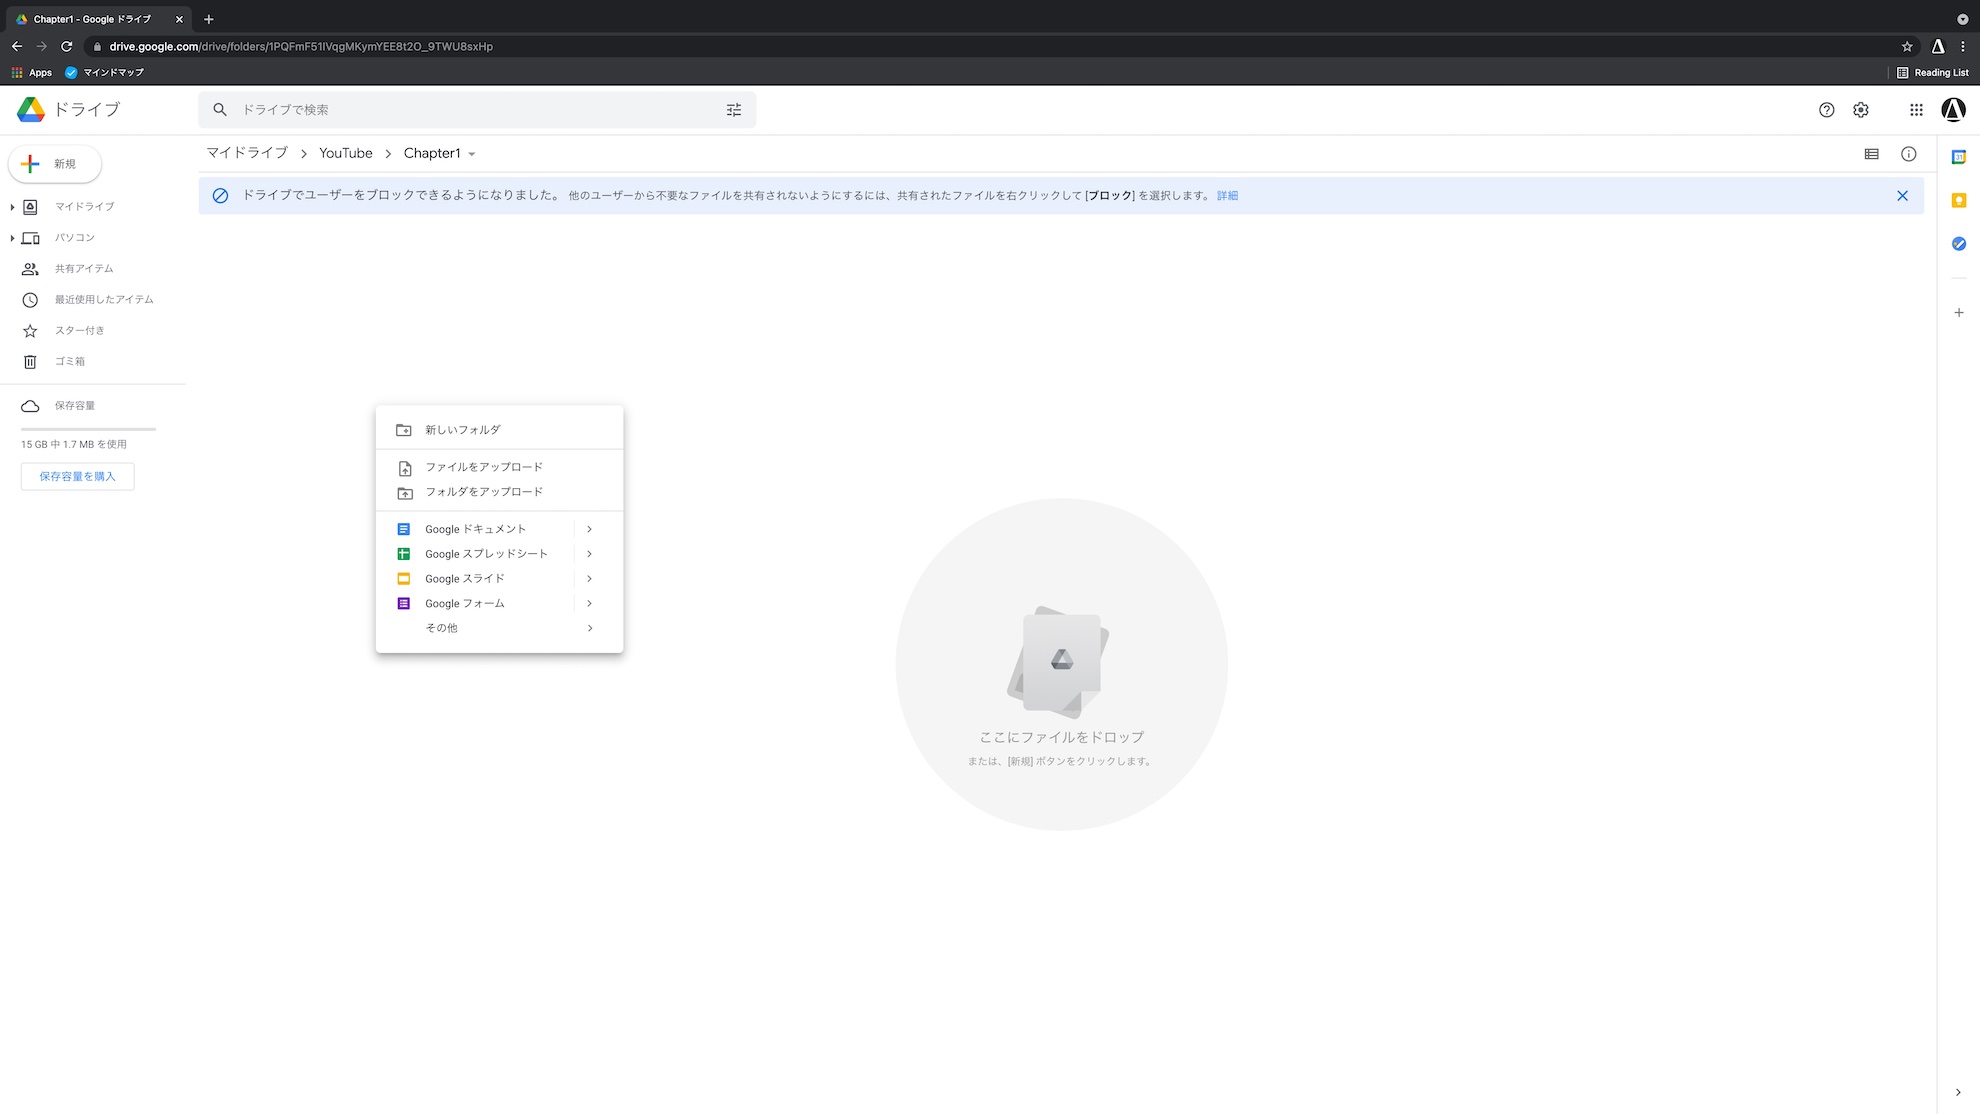 Chapter1 - Google ドライブ
drive.google.com/drive/folders/1PQFmF51IVqgMKymYEE8t2O_9TWU8sxHp
Apps マインドマップ Reading List
ドライブ ドライブで検索
マイドライブ YouTube Chapter1
新規
ドライブでユーザーをブロックできるようになりました。 他のユーザーから不要なファイルを共有されないようにするには、共有されたファイルを右クリックして [ブロック] を選択します。 詳細
マイドライブ
パソコン
共有アイテム
最近使用したアイテム
スター付き
ゴミ箱
保存容量
15 GB 中 1.7 MB を使用
保存容量を購入
新しいフォルダ
ファイルをアップロード
フォルダをアップロード
Google ドキュメント
Google スプレッドシート
Google スライド
Google フォーム
その他
ここにファイルをドロップ
または、[新規] ボタンをクリックします。
31